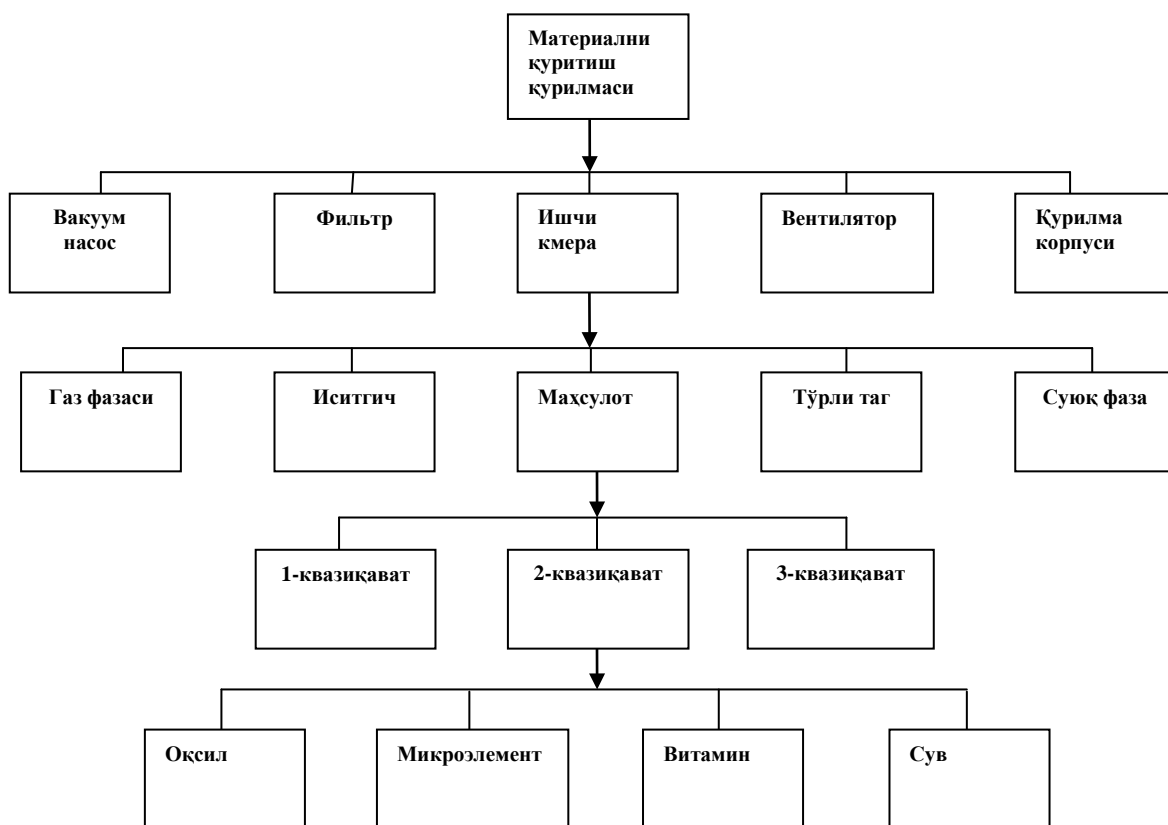 Материални
қуритиш
қурилмаси
Вакуум
насос
Фильтр
Ишчи
кмера
Вентилятор
Қурилма
корпуси
Газ фазаси
Иситгич
Маҳсулот
Тўрли таг
Суюқ фаза
1-квазиқават
2-квазиқават
3-квазиқават
Оқсил
Микроэлемент
Витамин
Сув